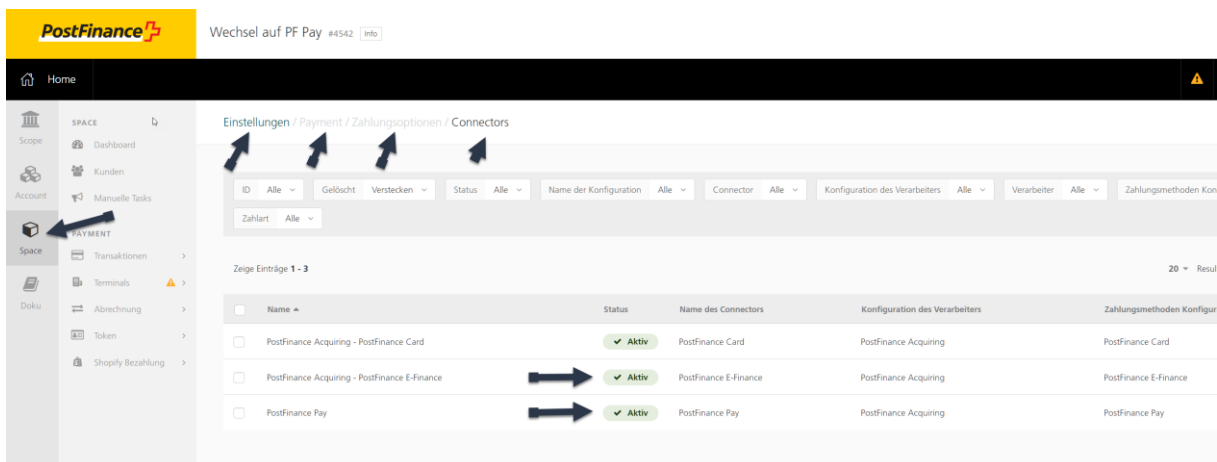 PostFinance
Wechsel auf PF Pay #4542 Info
Home
Scope
Account
Space
Doku
SPACE
Dashboard
Kunden
Manuelle Tasks
PAYMENT
Transaktionen
Terminals
Abrechnung
Token
Shopify Bezahlung
Einstellungen / Payment / Zahlungsoptionen / Connectors
ID Alle Gelöscht Verstecken Status Alle Name der Konfiguration Alle Connector Alle Konfiguration des Verarbeiters Alle Verarbeiter Alle Zahlungsmethoden Kon
Zahlart Alle
Zeige Einträge 1 - 3
20 Resul
Name Status Name des Connectors Konfiguration des Verarbeiters Zahlungsmethoden Konfigur
PostFinance Acquiring - PostFinance Card Aktiv PostFinance Card PostFinance Acquiring PostFinance Card
PostFinance Acquiring - PostFinance E-Finance Aktiv PostFinance E-Finance PostFinance Acquiring PostFinance E-Finance
PostFinance Pay Aktiv PostFinance Pay PostFinance Acquiring PostFinance Pay